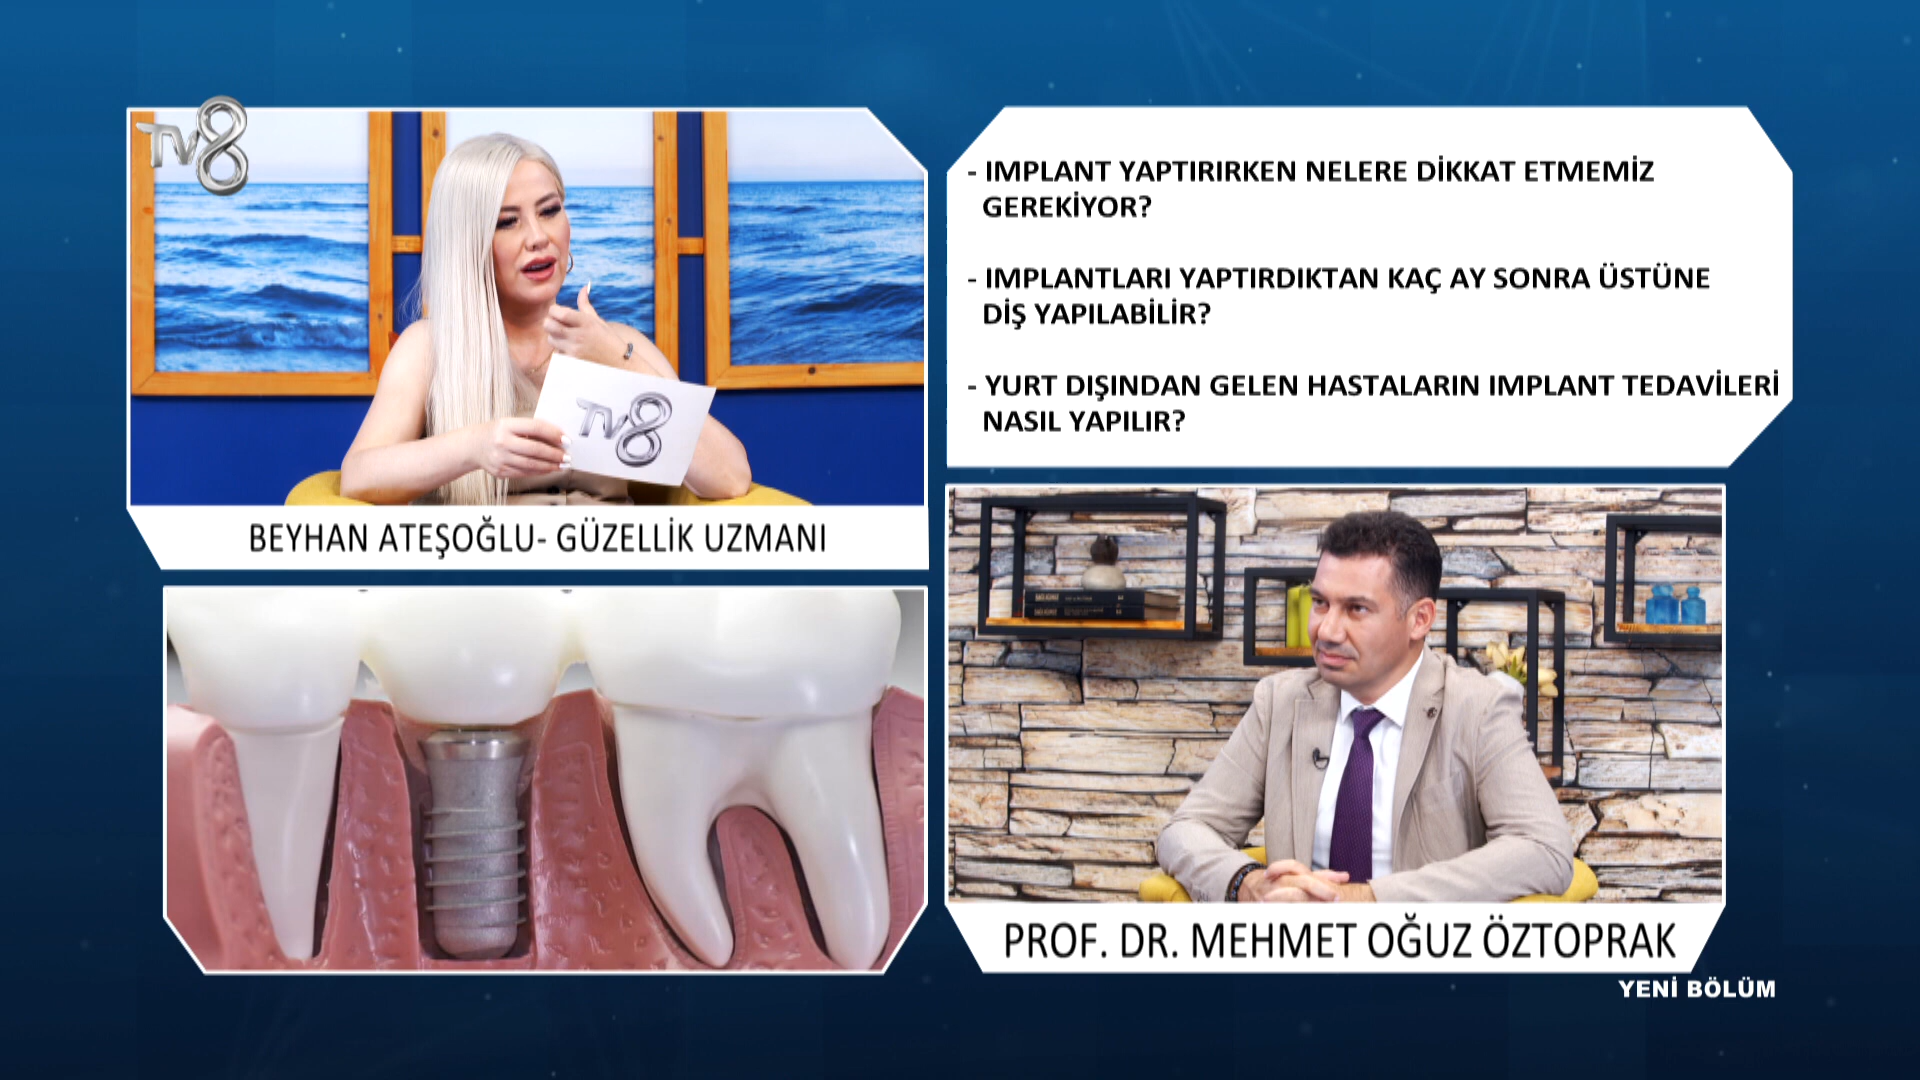 TV8
- IMPLANT YAPTIRIRKEN NELERE DİKKAT ETMEMİZ
GEREKİYOR?
- IMPLANTLARI YAPTIRDIKTAN KAÇ AY SONRA ÜSTÜNE
DİŞ YAPILABİLİR?
- YURT DIŞINDAN GELEN HASTALARIN IMPLANT TEDAVİLERİ
NASIL YAPILIR?
TV8
BEYHAN ATEŞOĞLU- GÜZELLİK UZMANI
PROF. DR. MEHMET OĞUZ ÖZTOPRAK
YENİ BÖLÜM